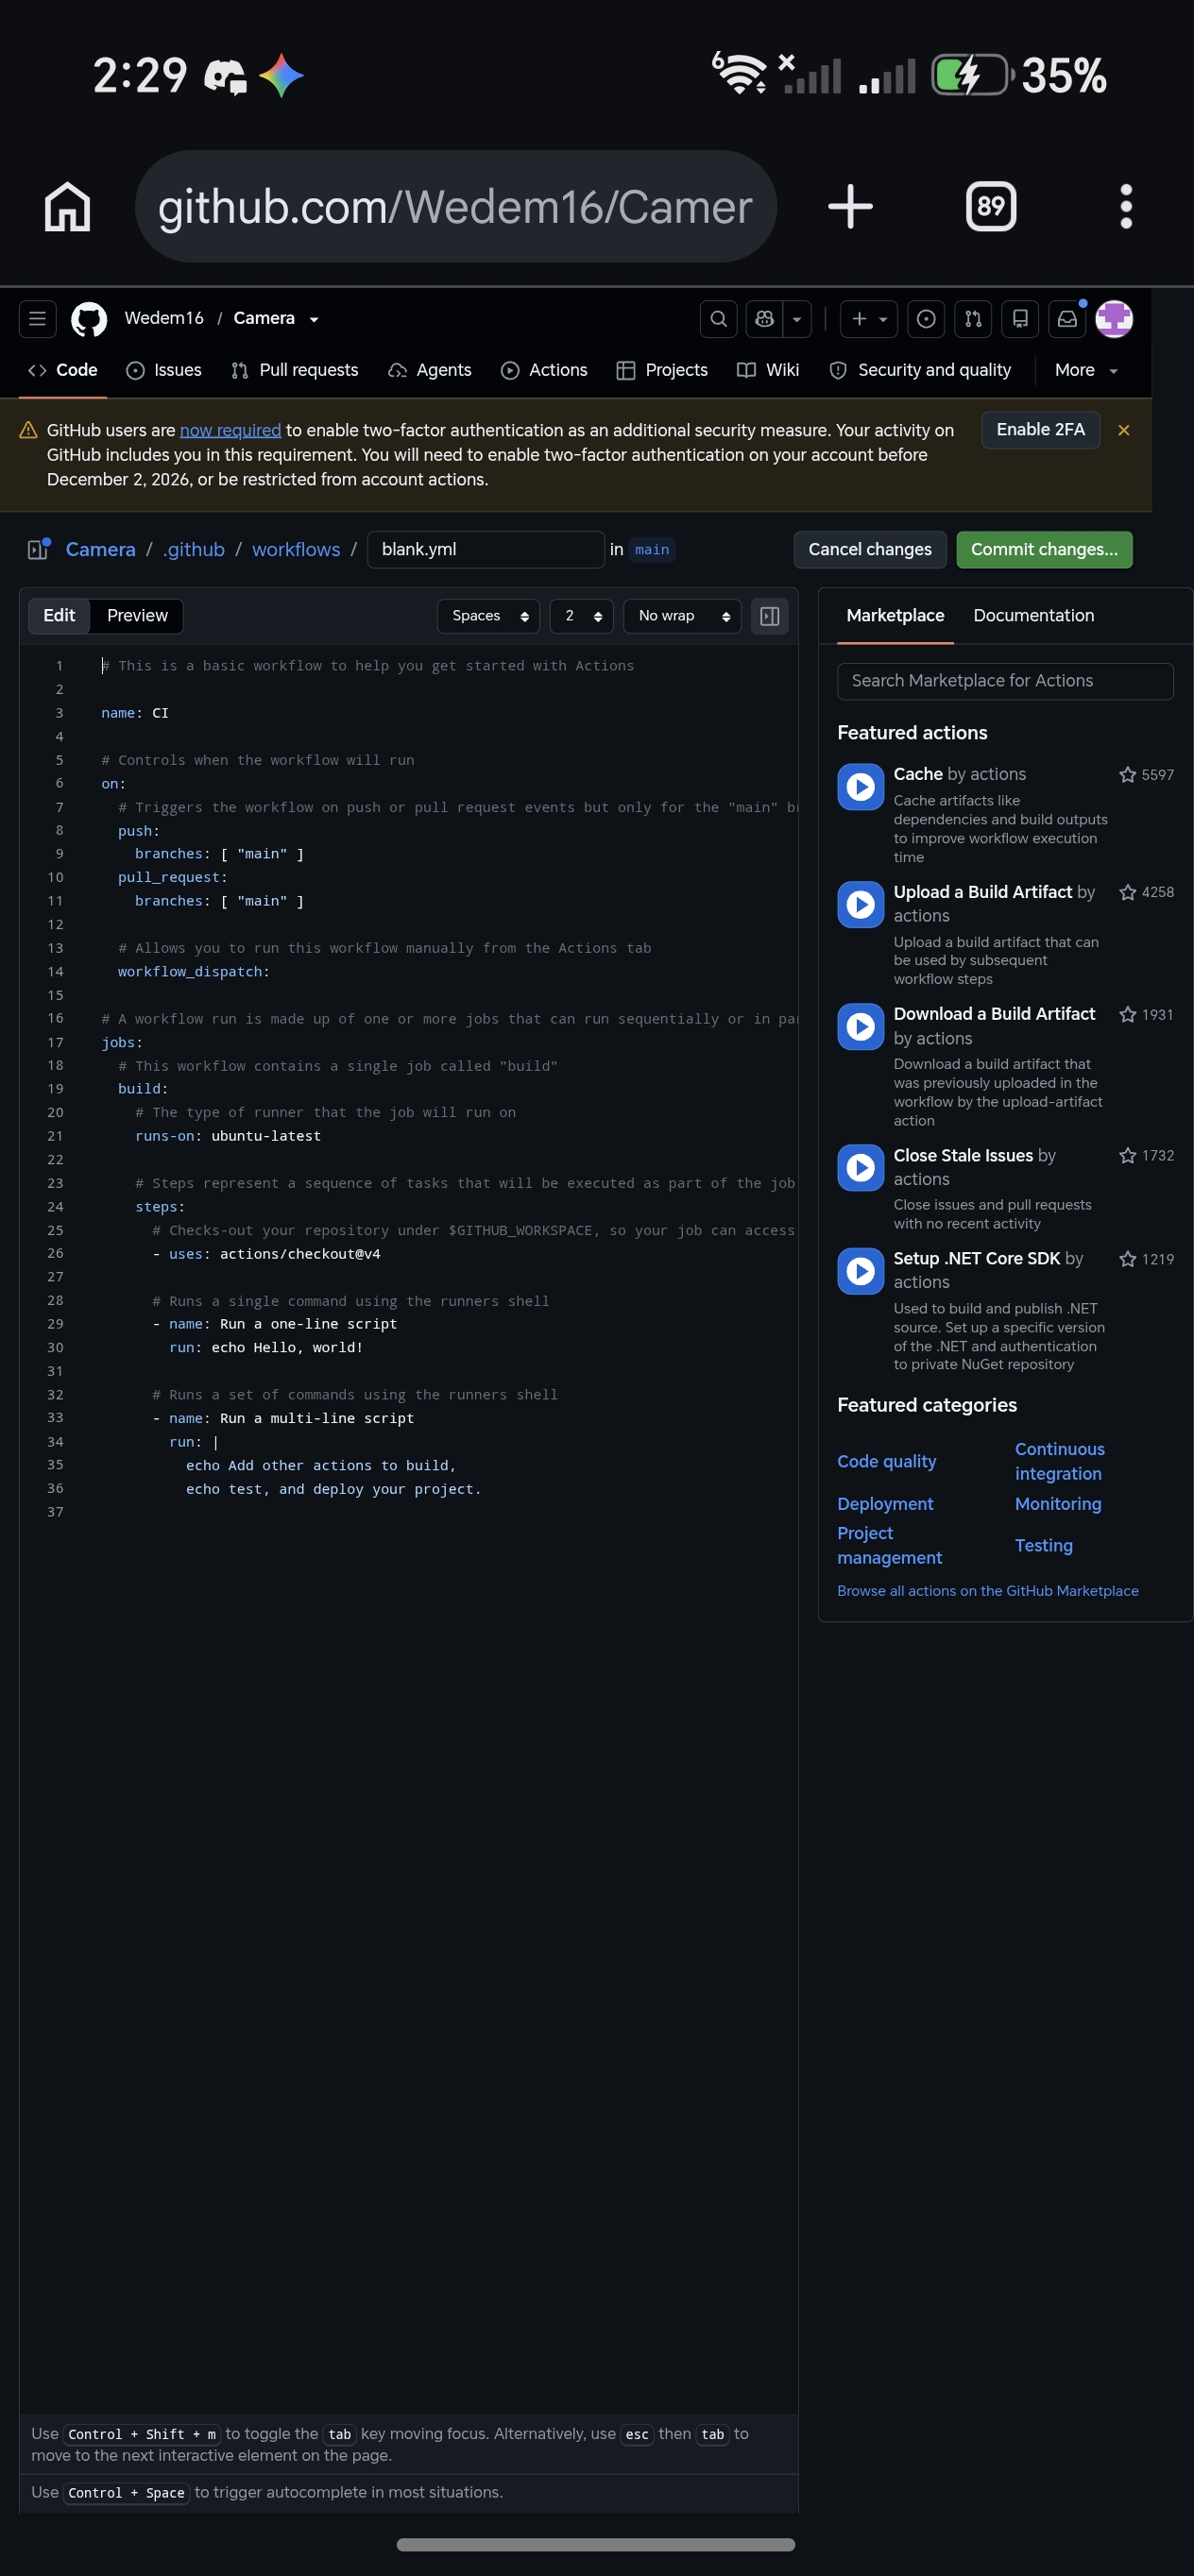 2:29
6
35%
github.com/Wedem16/Camer
89
Wedem16 / Camera
Code Issues Pull requests Agents Actions Projects Wiki Security and quality More
GitHub users are now required to enable two-factor authentication as an additional security measure. Your activity on
GitHub includes you in this requirement. You will need to enable two-factor authentication on your account before
December 2, 2026, or be restricted from account actions.
Enable 2FA
Camera / .github / workflows / blank.yml in main
Cancel changes
Commit changes...
Edit Preview
Spaces 2 No wrap
1 # This is a basic workflow to help you get started with Actions
2
3 name: CI
4
5 # Controls when the workflow will run
6 on:
7 # Triggers the workflow on push or pull request events but only for the "main" br
8 push:
9 branches: [ "main" ]
10 pull_request:
11 branches: [ "main" ]
12
13 # Allows you to run this workflow manually from the Actions tab
14 workflow_dispatch:
15
16 # A workflow run is made up of one or more jobs that can run sequentially or in par
17 jobs:
18 # This workflow contains a single job called "build"
19 build:
20 # The type of runner that the job will run on
21 runs-on: ubuntu-latest
22
23 # Steps represent a sequence of tasks that will be executed as part of the job
24 steps:
25 # Checks-out your repository under $GITHUB_WORKSPACE, so your job can access
26 - uses: actions/checkout@v4
27
28 # Runs a single command using the runners shell
29 - name: Run a one-line script
30 run: echo Hello, world!
31
32 # Runs a set of commands using the runners shell
33 - name: Run a multi-line script
34 run: |
35 echo Add other actions to build,
36 echo test, and deploy your project.
37
Use Control + Shift + m to toggle the tab key moving focus. Alternatively, use esc then tab to
move to the next interactive element on the page.
Use Control + Space to trigger autocomplete in most situations.
Marketplace Documentation
Search Marketplace for Actions
Featured actions
Cache by actions 5597
Cache artifacts like
dependencies and build outputs
to improve workflow execution
time
Upload a Build Artifact by 4258
actions
Upload a build artifact that can
be used by subsequent
workflow steps
Download a Build Artifact 1931
by actions
Download a build artifact that
was previously uploaded in the
workflow by the upload-artifact
action
Close Stale Issues by 1732
actions
Close issues and pull requests
with no recent activity
Setup .NET Core SDK by 1219
actions
Used to build and publish .NET
source. Set up a specific version
of the .NET and authentication
to private NuGet repository
Featured categories
Code quality
Continuous
integration
Deployment
Monitoring
Project
management
Testing
Browse all actions on the GitHub Marketplace